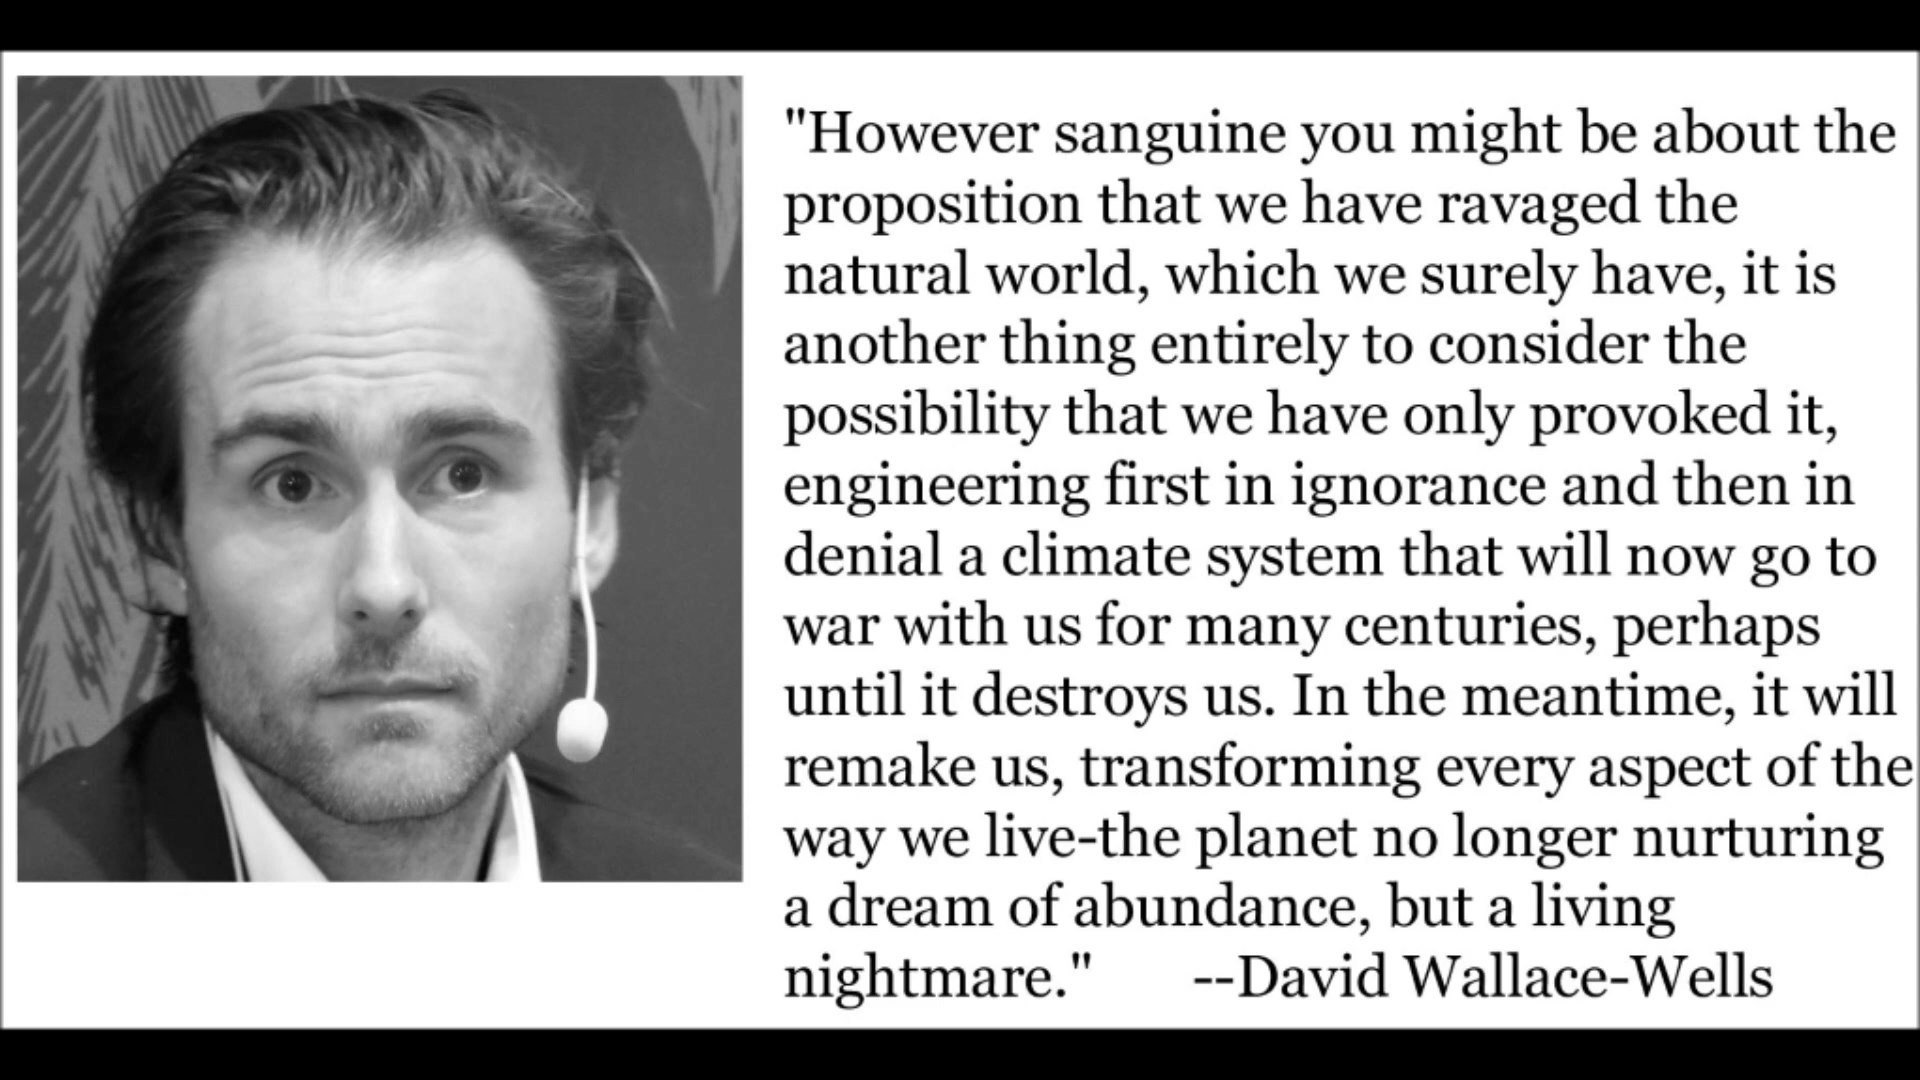 "However sanguine you might be about the
proposition that we have ravaged the
natural world, which we surely have, it is
another thing entirely to consider the
possibility that we have only provoked it,
engineering first in ignorance and then in
denial a climate system that will now go to
war with us for many centuries, perhaps
until it destroys us. In the meantime, it will
remake us, transforming every aspect of the
way we live-the planet no longer nurturing
a dream of abundance, but a living
nightmare." --David Wallace-Wells